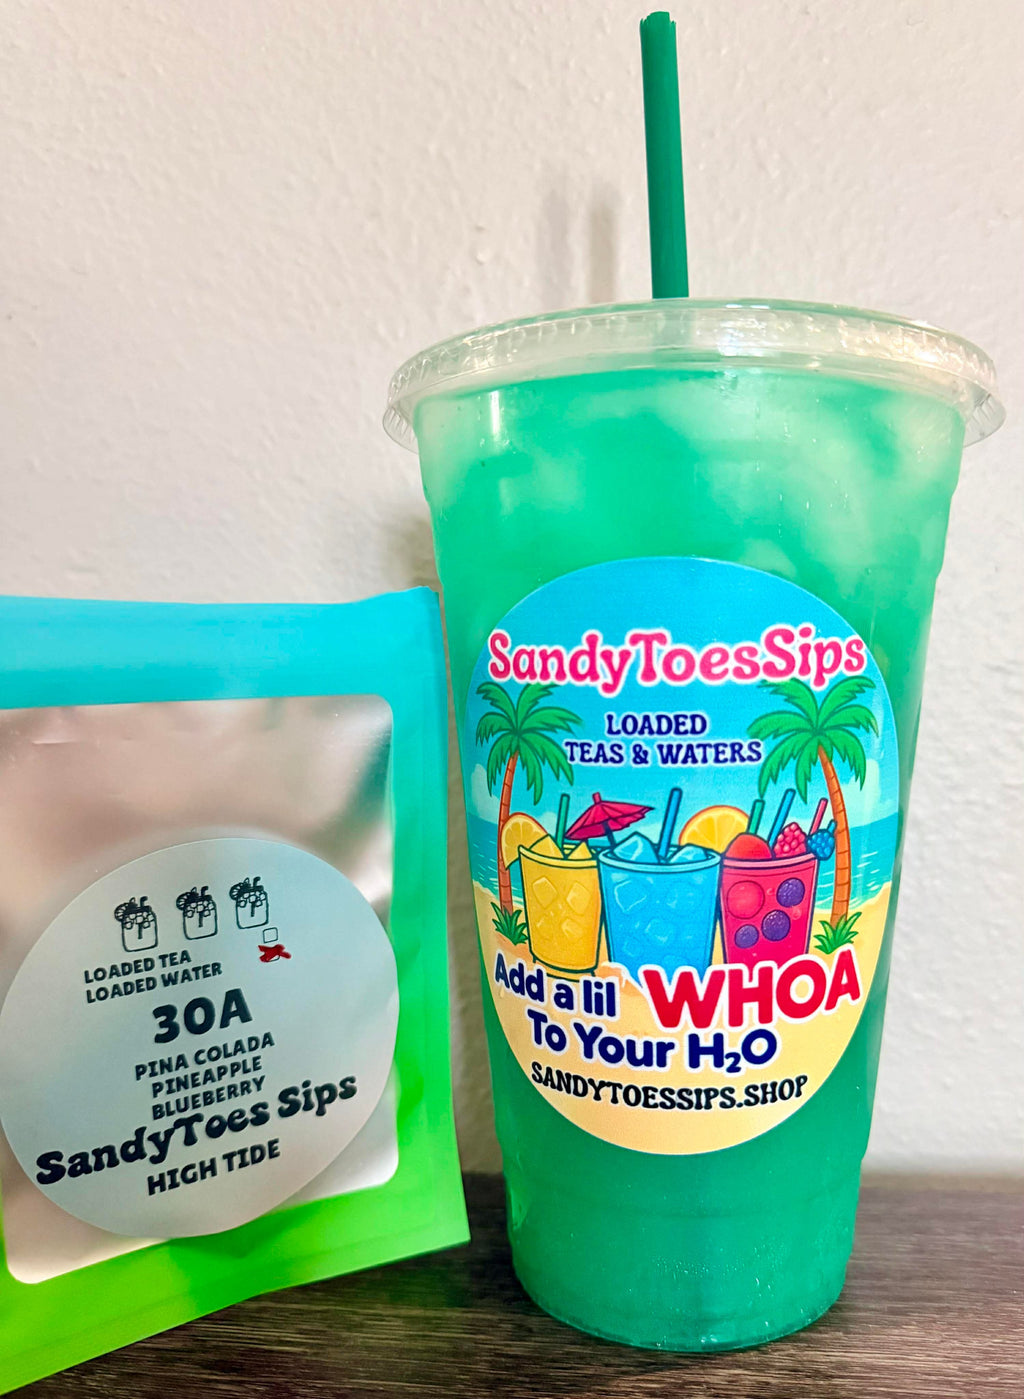 LOADED TEA
LOADED WATER
30A
PINA COLADA
PINEAPPLE
BLUEBERRY
SandyToes Sips
HIGH TIDE
SandyToesSips
LOADED
TEAS & WATERS
Add a lil WHOA
To Your H₂O
SANDYTOESSIPS.SHOP